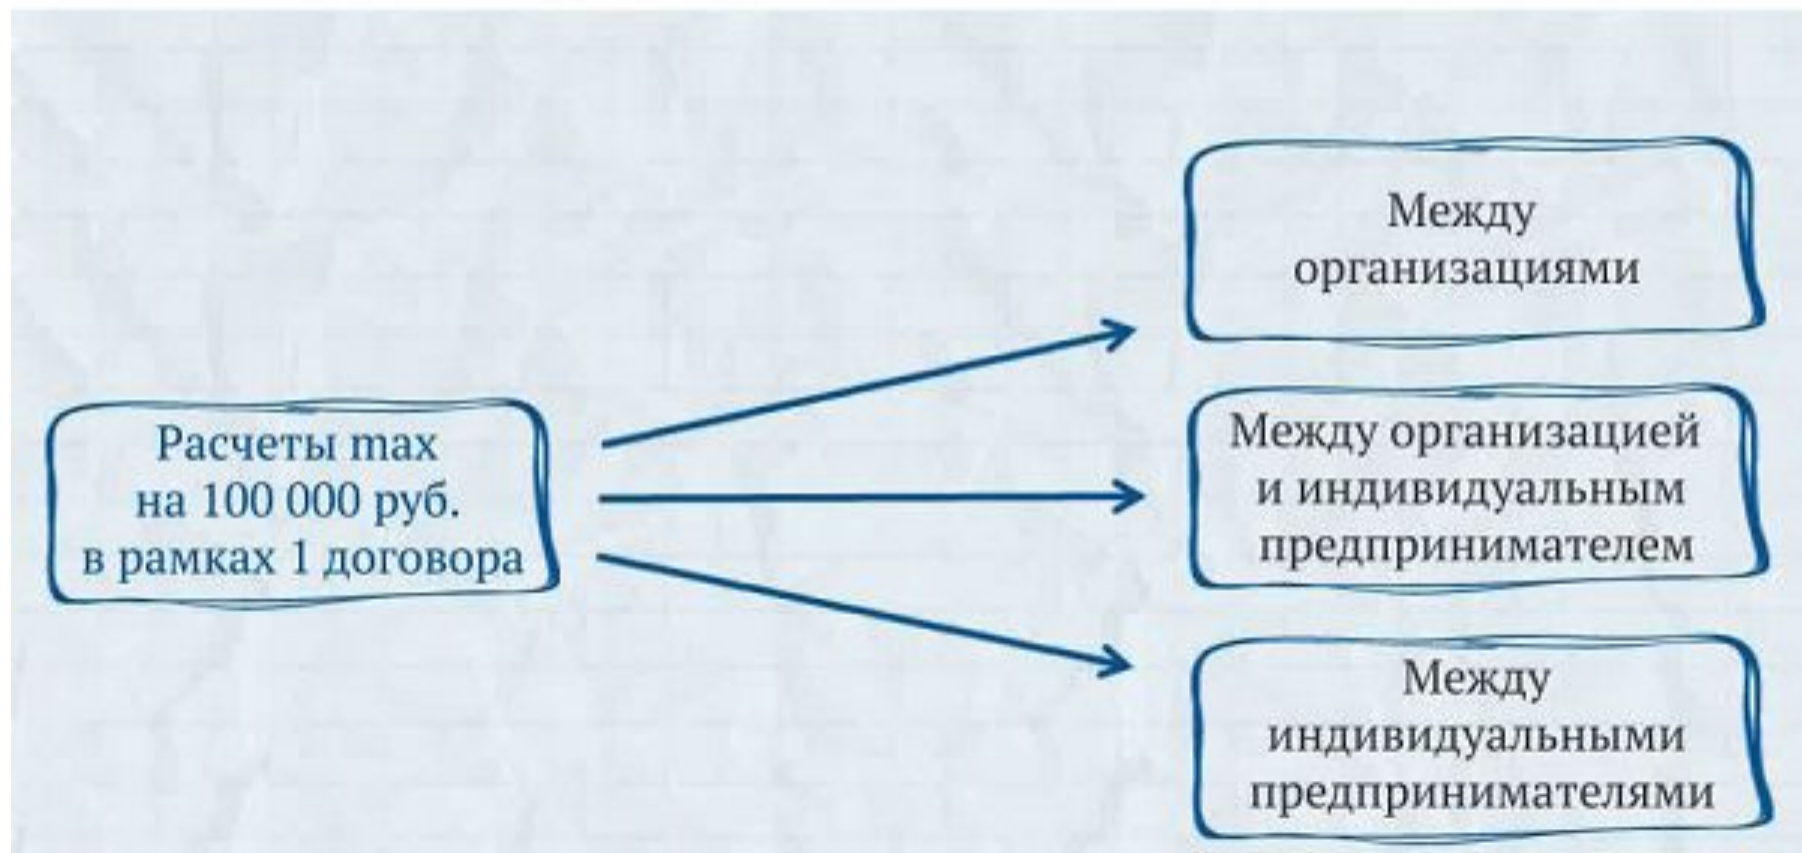 Расчеты max
на 100 000 руб.
в рамках 1 договора
Между
организациями
Между организацией
и индивидуальным
предпринимателем
Между
индивидуальными
предпринимателями